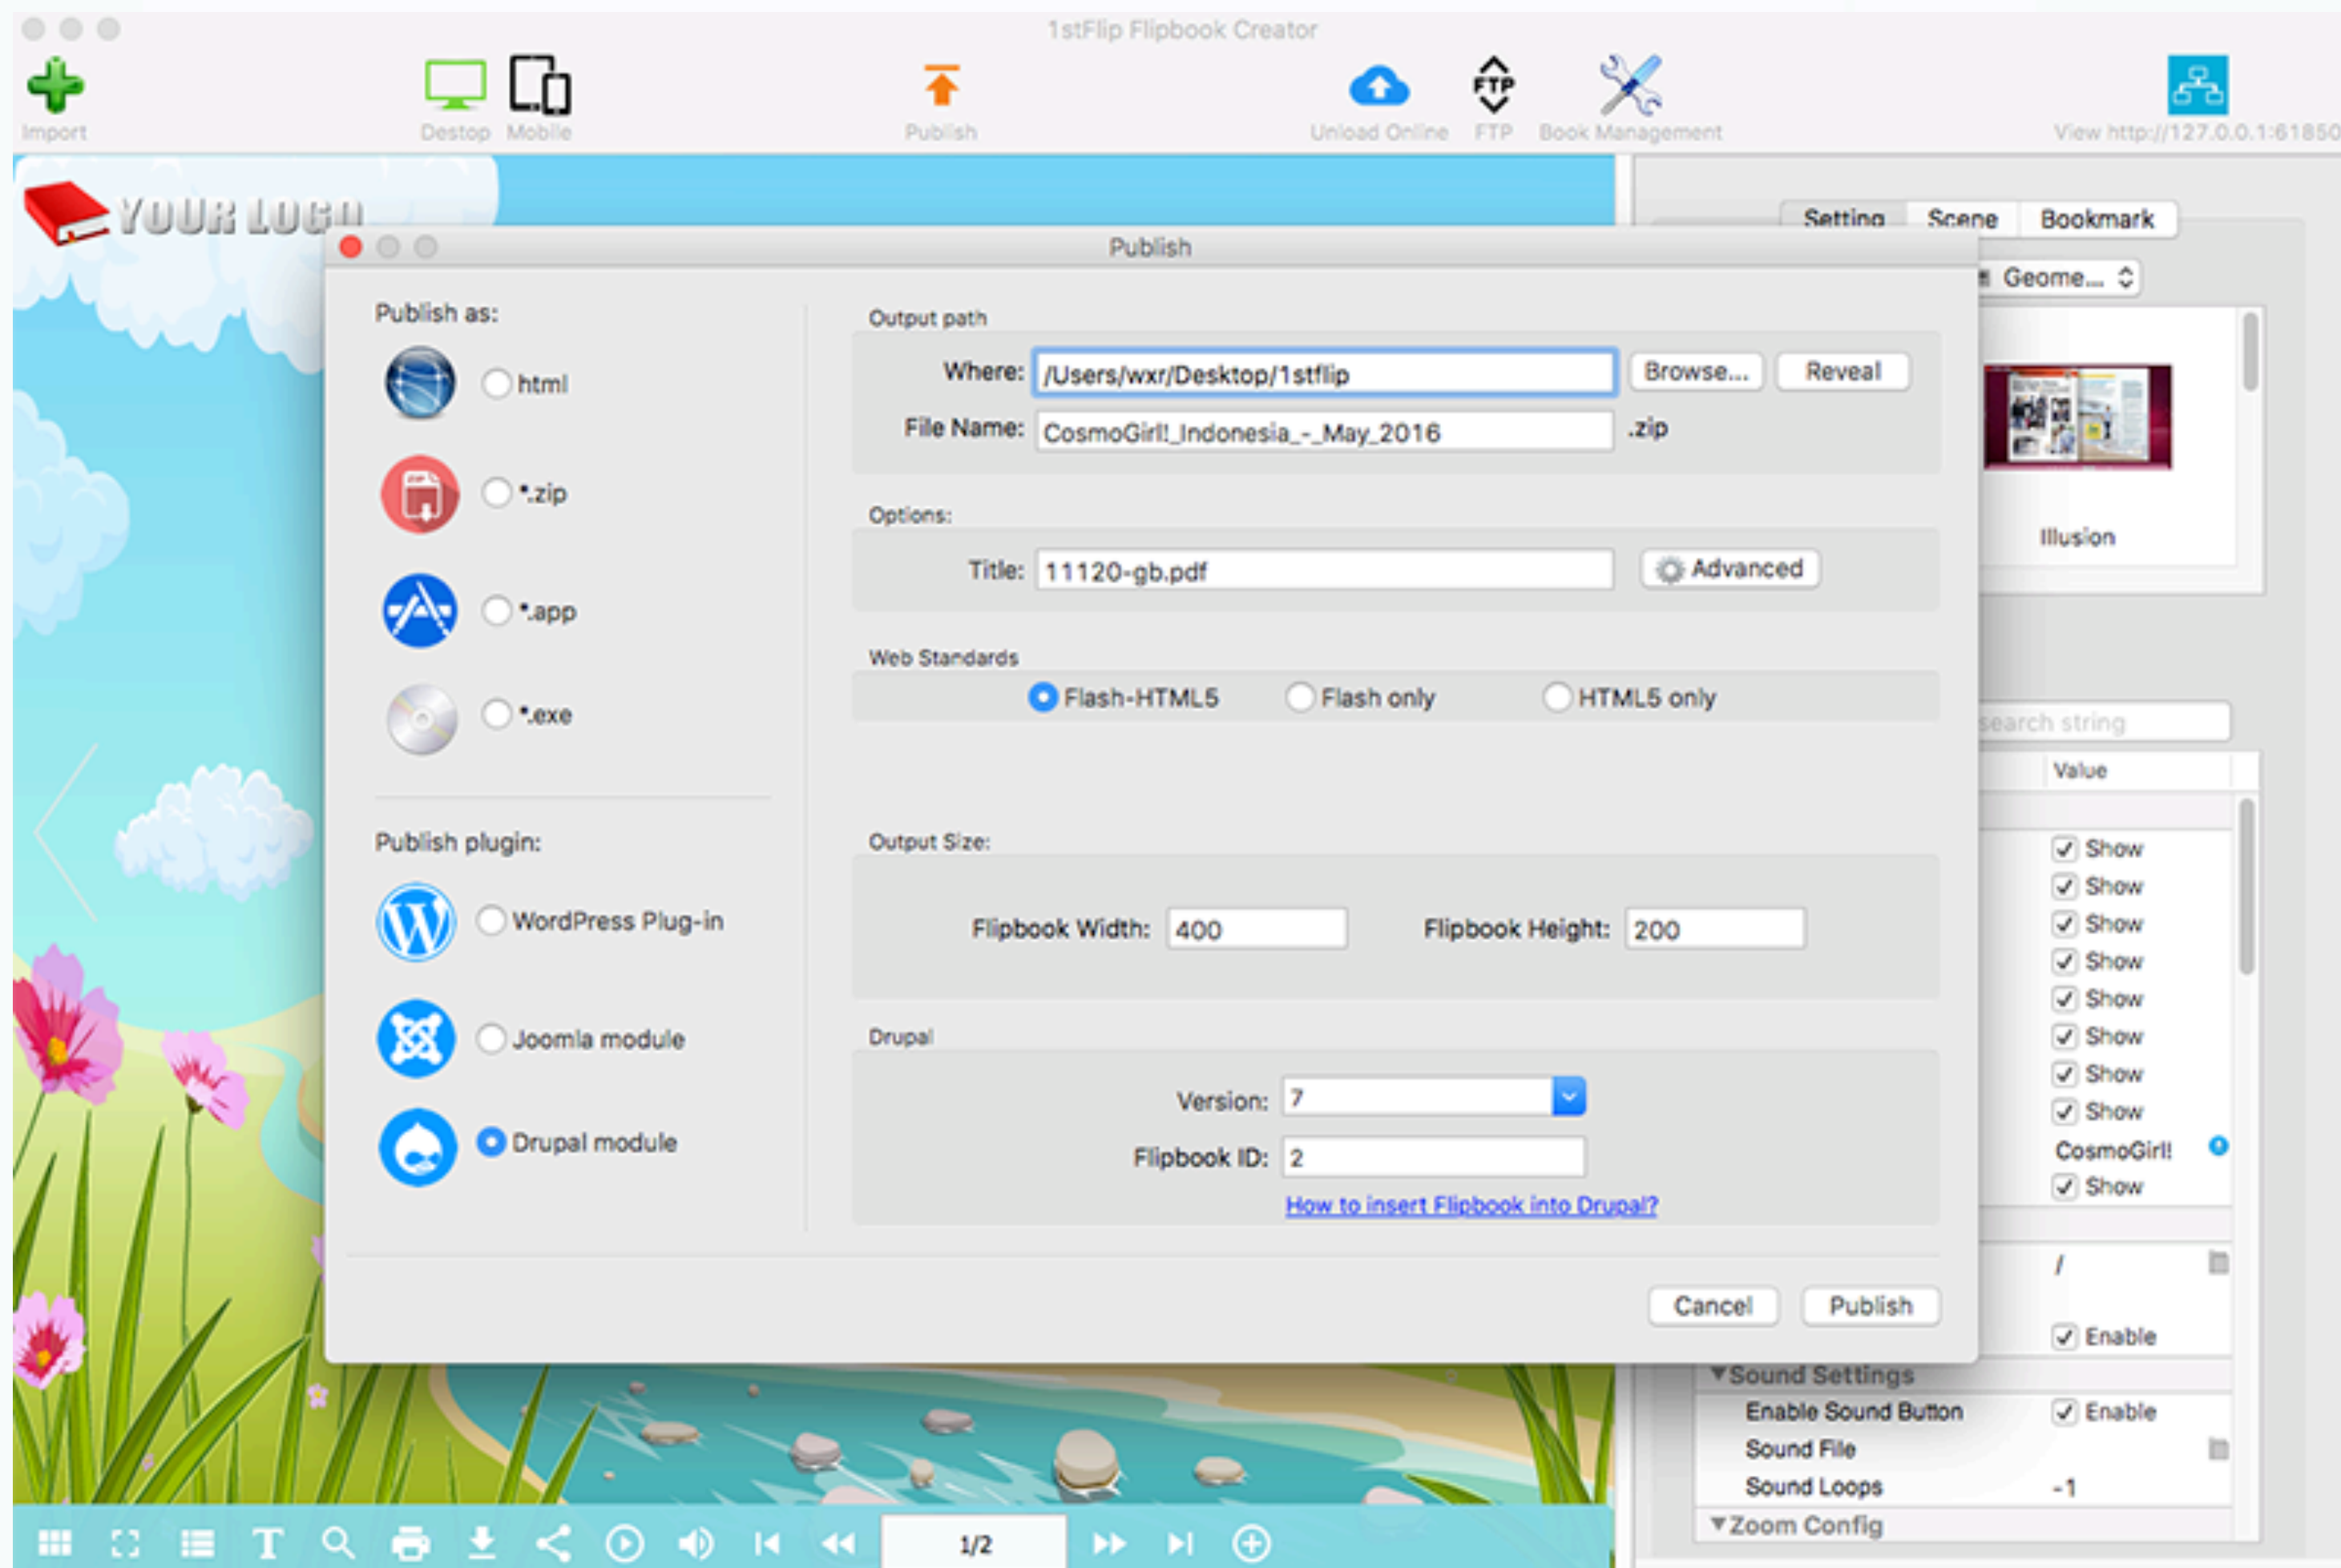 1stFlip Flipbook Creator
Import
Destop
Mobile
Publish
Unload Online
FTP
FTP
Book Management
View http://127.0.0.1:61850
YOUR LOGO
Setting
Scene
Bookmark
Geome...
Illusion
search string
Value
Publish
Publish as:
html
*.zip
*.app
*.exe
Publish plugin:
WordPress Plug-in
Joomla module
Drupal module
Output path
Where: /Users/wxr/Desktop/1stflip Browse... Reveal
File Name: CosmoGirl!_Indonesia_-_May_2016 .zip
Options:
Title: 11120-gb.pdf Advanced
Web Standards
Flash-HTML5 Flash only HTML5 only
Output Size:
Flipbook Width: 400 Flipbook Height: 200
Drupal
Version: 7
Flipbook ID: 2
How to insert Flipbook into Drupal?
Cancel Publish
Show
Show
Show
Show
Show
Show
Show
Show
CosmoGirl!
Show
/
Enable
Sound Settings
Enable Sound Button Enable
Sound File
Sound Loops -1
Zoom Config
T
1/2